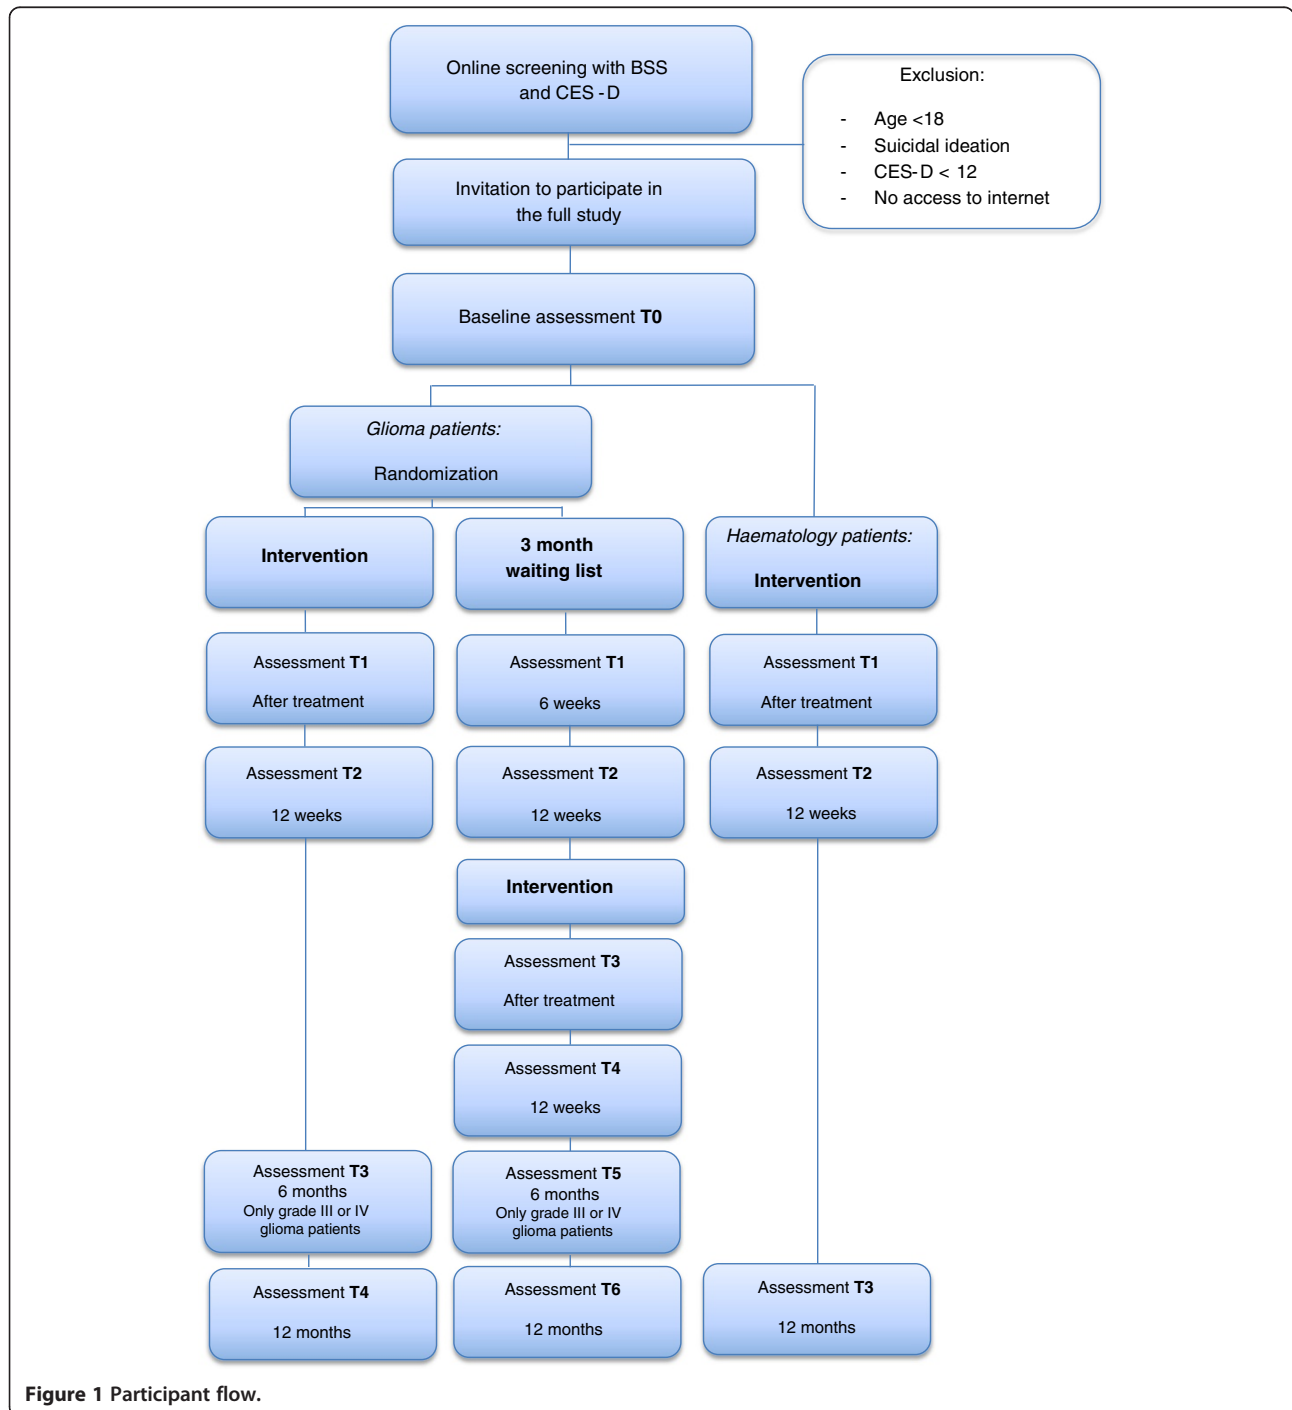 Online screening with BSS
and CES -D
Exclusion:
- Age <18
- Suicidal ideation
- CES-D < 12
- No access to internet
Invitation to participate in
the full study
Baseline assessment T0
Glioma patients:
Randomization
Intervention
3 month
waiting list
Haematology patients:
Intervention
Assessment T1
After treatment
Assessment T1
6 weeks
Assessment T1
After treatment
Assessment T2
12 weeks
Assessment T2
12 weeks
Assessment T2
12 weeks
Intervention
Assessment T3
After treatment
Assessment T4
12 weeks
Assessment T3
6 months
Only grade III or IV
glioma patients
Assessment T5
6 months
Only grade III or IV
glioma patients
Assessment T4
12 months
Assessment T6
12 months
Assessment T3
12 months
Figure 1 Participant flow.